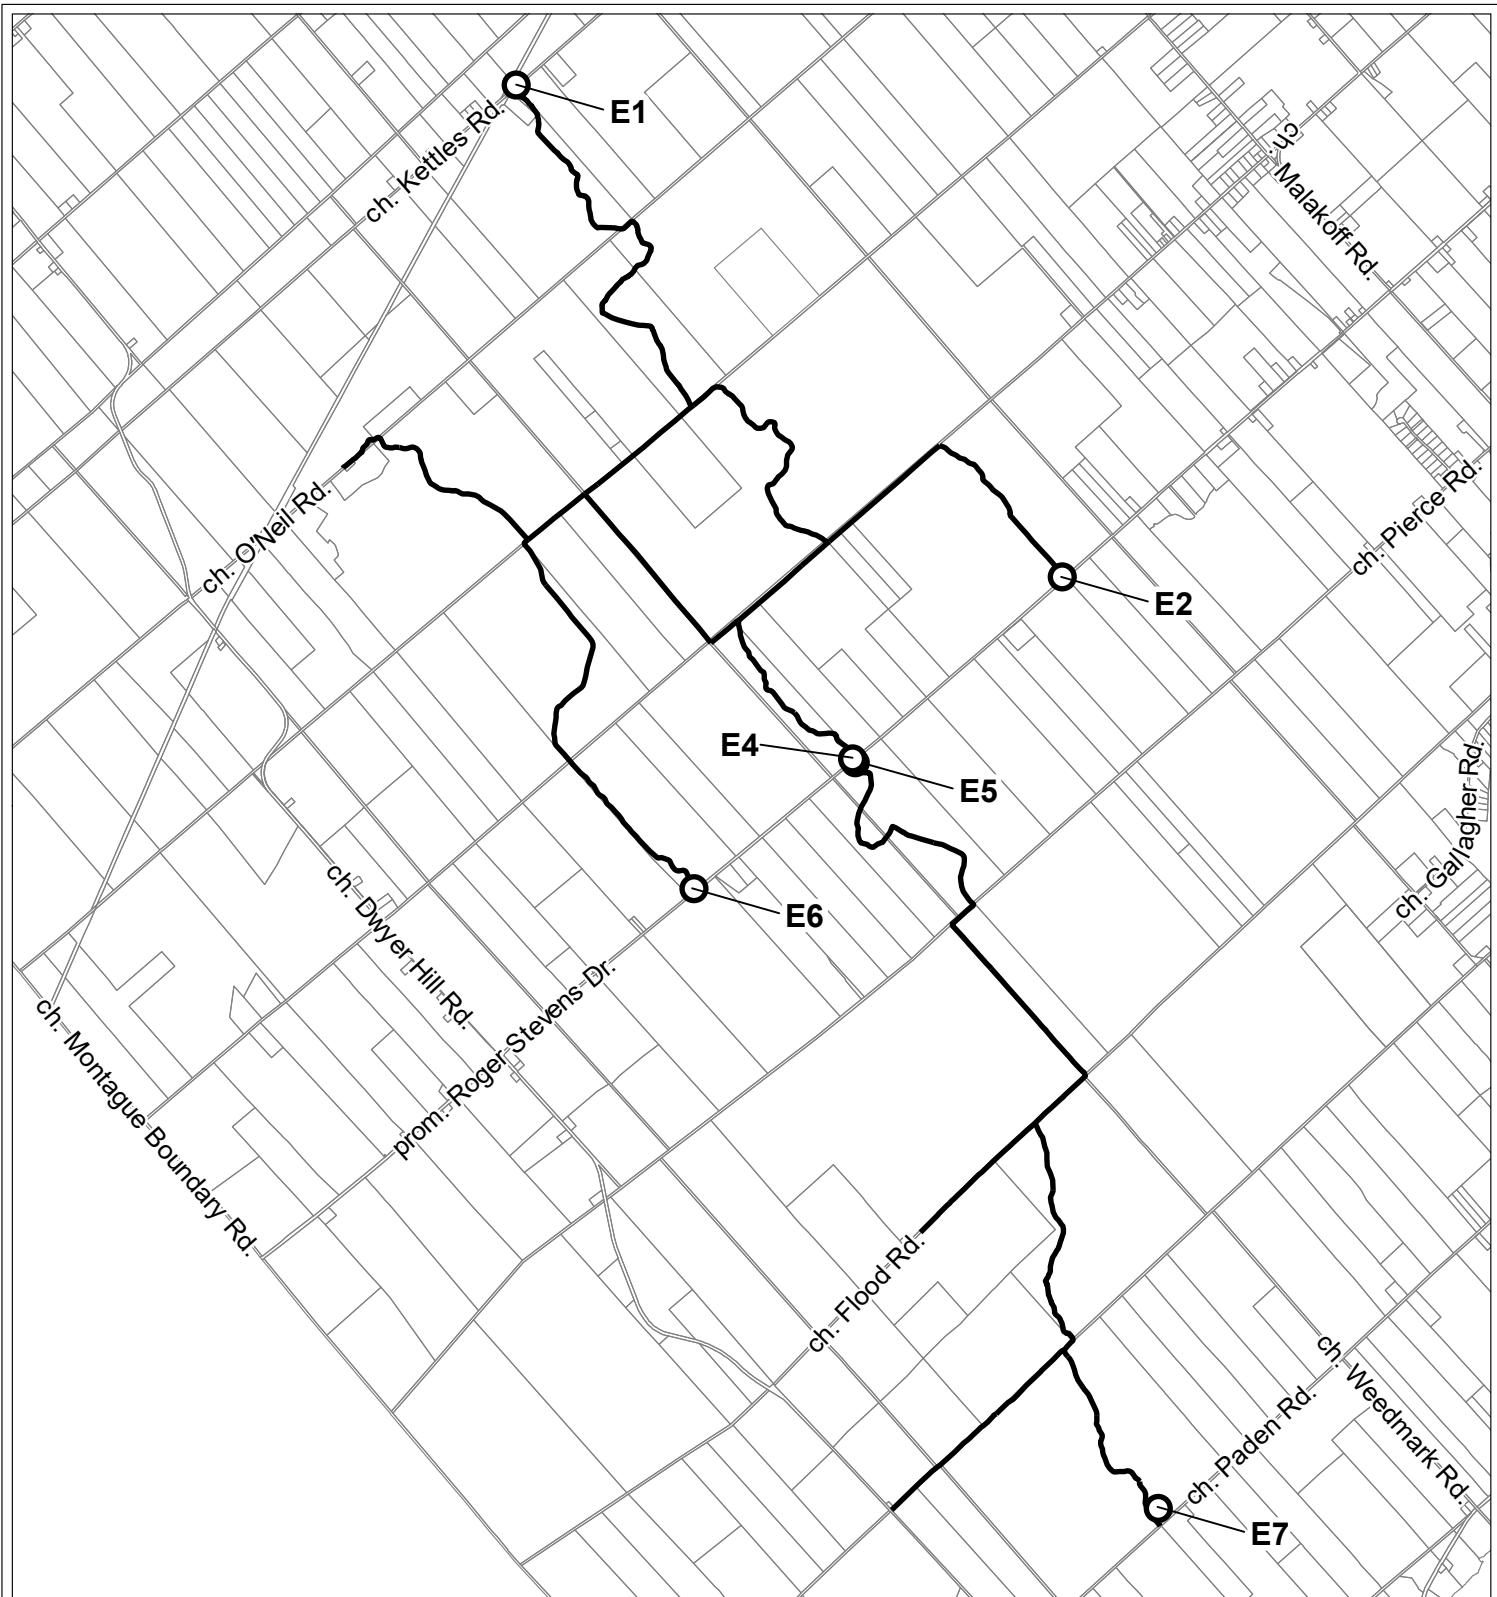 E1
ch. Kettles Rd.
ch. Malakoff Rd.
ch. Pierce Rd.
ch. O'Neil Rd.
E2
E4
E5
ch. Gallagher Rd.
ch. Dwyer Hill Rd.
E6
prom. Roger Stevens Dr.
ch. Montague Boundary Rd.
ch. Flood Rd.
ch. Weedmark Rd.
ch. Paden Rd.
E7